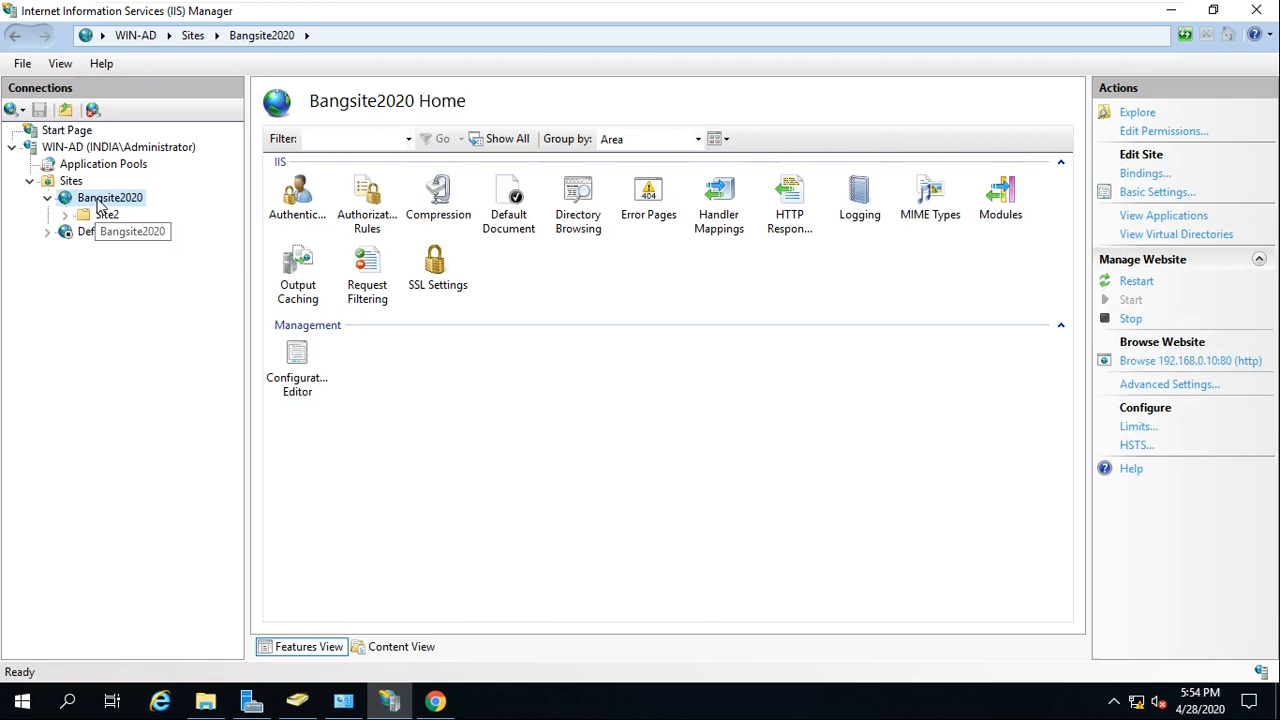 Internet Information Services (IIS) Manager
WIN-AD Sites Bangsite2020
File View Help
Connections
Start Page
WIN-AD (INDIA\Administrator)
Application Pools
Sites
Bangsite2020
Site2
Def
Bangsite2020
Bangsite2020 Home
Filter: Go Show All Group by: Area
IIS
Authentic... Authorizat... Rules Compression Default Document Directory Browsing Error Pages Handler Mappings HTTP Respon... Logging MIME Types Modules
404
Output Caching Request Filtering SSL Settings
Management
Configurat... Editor
Features View Content View
Actions
Explore
Edit Permissions...
Edit Site
Bindings...
Basic Settings...
View Applications
View Virtual Directories
Manage Website
Restart
Start
Stop
Browse Website
Browse 192.168.0.10:80 (http)
Advanced Settings...
Configure
Limits...
HSTS...
Help
Ready
5:54 PM
4/28/2020